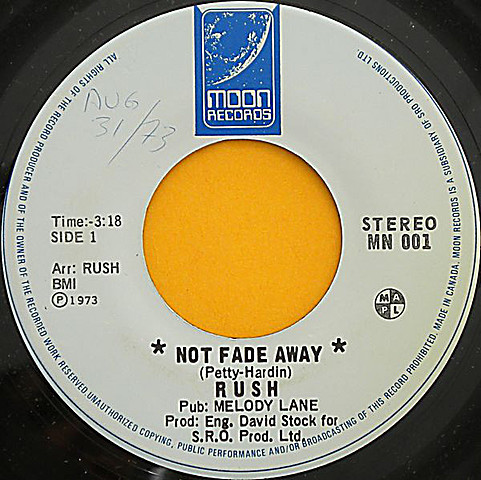 MOON
RECORDS
AUG
31/73
Time:-3:18
SIDE 1
Arr: RUSH
BMI
Ⓟ1973
STEREO
MN 001
M A
P L
* NOT FADE AWAY *
(Petty-Hardin)
RUSH
Pub: MELODY LANE
Prod: Eng. David Stock for
S.R.O. Prod. Ltd.
ALL RIGHTS OF THE RECORD PRODUCER AND OF THE OWNER OF THE RECORDED WORK RESERVED. UNAUTHORIZED COPYING, PUBLIC PERFORMANCE AND/OR BROADCASTING OF THIS RECORD PROHIBITED. MADE IN CANADA. MOON RECORDS IS A SUBSIDIARY OF SRO PRODUCTIONS LTD.